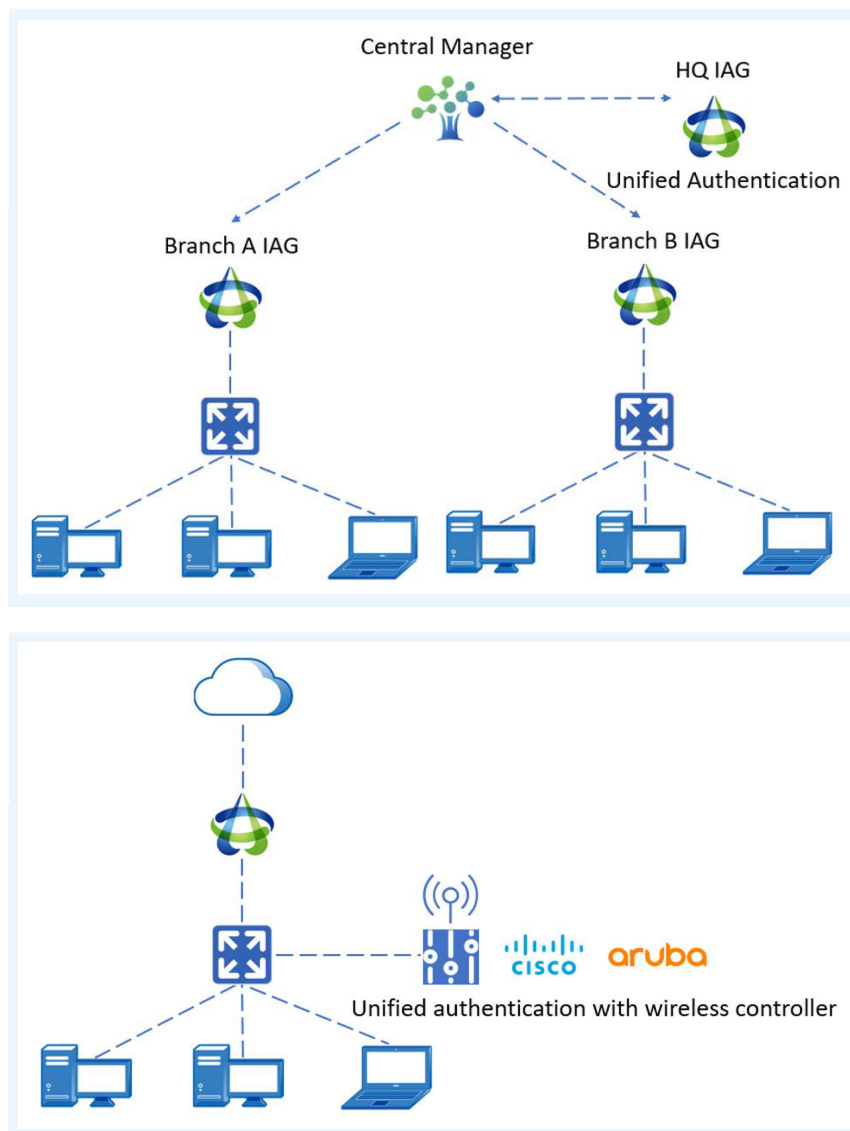 Central Manager
HQ IAG
Unified Authentication
Branch A IAG
Branch B IAG
CISCO
aruba
Unified authentication with wireless controller